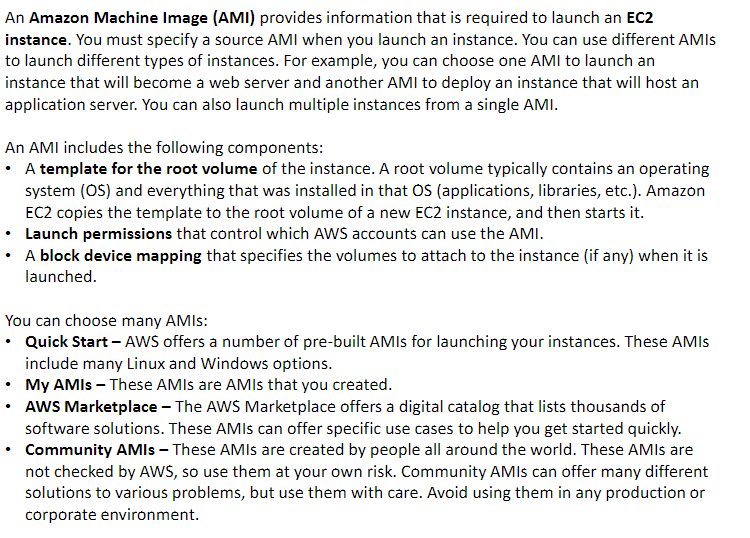 An Amazon Machine Image (AMI) provides information that is required to launch an EC2
instance. You must specify a source AMI when you launch an instance. You can use different AMIs
to launch different types of instances. For example, you can choose one AMI to launch an
instance that will become a web server and another AMI to deploy an instance that will host an
application server. You can also launch multiple instances from a single AMI.
An AMI includes the following components:
• A template for the root volume of the instance. A root volume typically contains an operating
system (OS) and everything that was installed in that OS (applications, libraries, etc.). Amazon
EC2 copies the template to the root volume of a new EC2 instance, and then starts it.
• Launch permissions that control which AWS accounts can use the AMI.
• A block device mapping that specifies the volumes to attach to the instance (if any) when it is
launched.
You can choose many AMIs:
• Quick Start – AWS offers a number of pre-built AMIs for launching your instances. These AMIs
include many Linux and Windows options.
• My AMIs – These AMIs are AMIs that you created.
• AWS Marketplace – The AWS Marketplace offers a digital catalog that lists thousands of
software solutions. These AMIs can offer specific use cases to help you get started quickly.
• Community AMIs – These AMIs are created by people all around the world. These AMIs are
not checked by AWS, so use them at your own risk. Community AMIs can offer many different
solutions to various problems, but use them with care. Avoid using them in any production or
corporate environment.